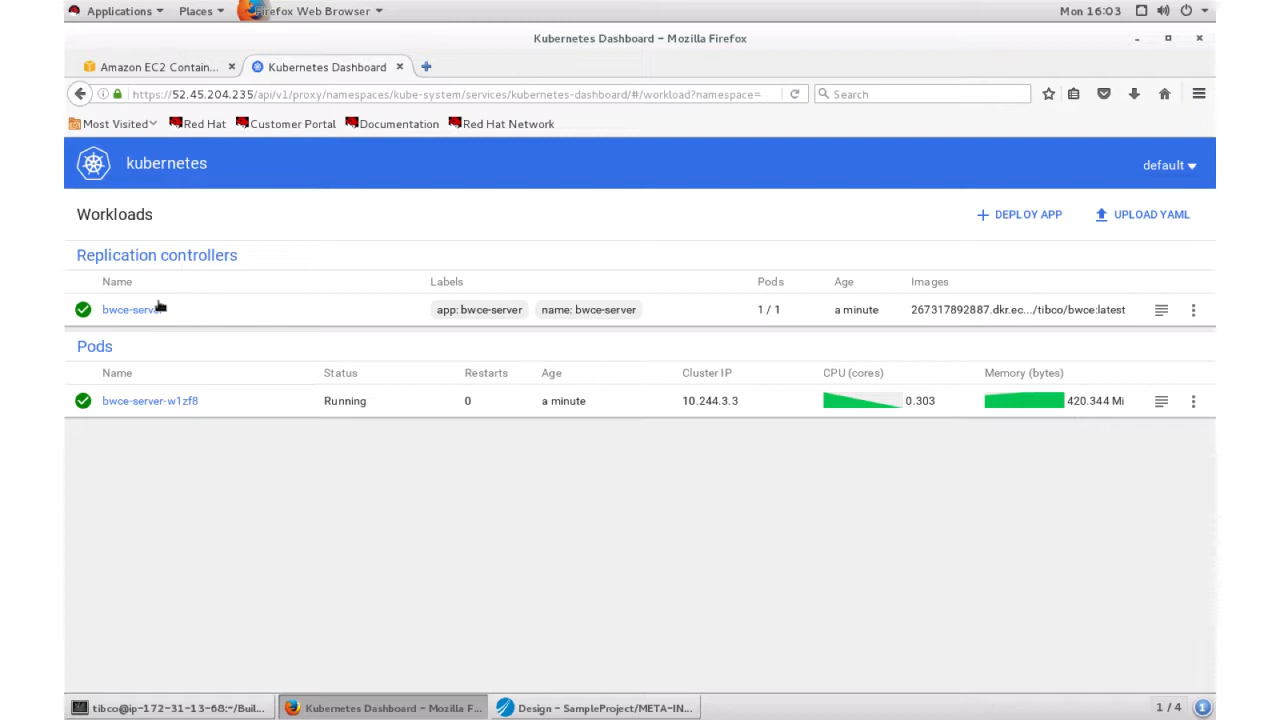 Applications Places Firefox Web Browser Mon 16:03
Kubernetes Dashboard - Mozilla Firefox
Amazon EC2 Contain... Kubernetes Dashboard
https://52.45.204.235/api/v1/proxy/namespaces/kube-system/services/kubernetes-dashboard/#/workload?namespace= Search
Most Visited Red Hat Customer Portal Documentation Red Hat Network
kubernetes default
Workloads DEPLOY APP UPLOAD YAML
Replication controllers
Name Labels Pods Age Images
bwce-server app: bwce-server name: bwce-server 1 / 1 a minute 267317892887.dkr.ec.../tibco/bwce:latest
Pods
Name Status Restarts Age Cluster IP CPU (cores) Memory (bytes)
bwce-server-w1zf8 Running 0 a minute 10.244.3.3 0.303 420.344 Mi
tibco@ip-172-31-13-68:~/Buil... Kubernetes Dashboard - Mozilla F... Design - SampleProject/META-IN... 1 / 4 1